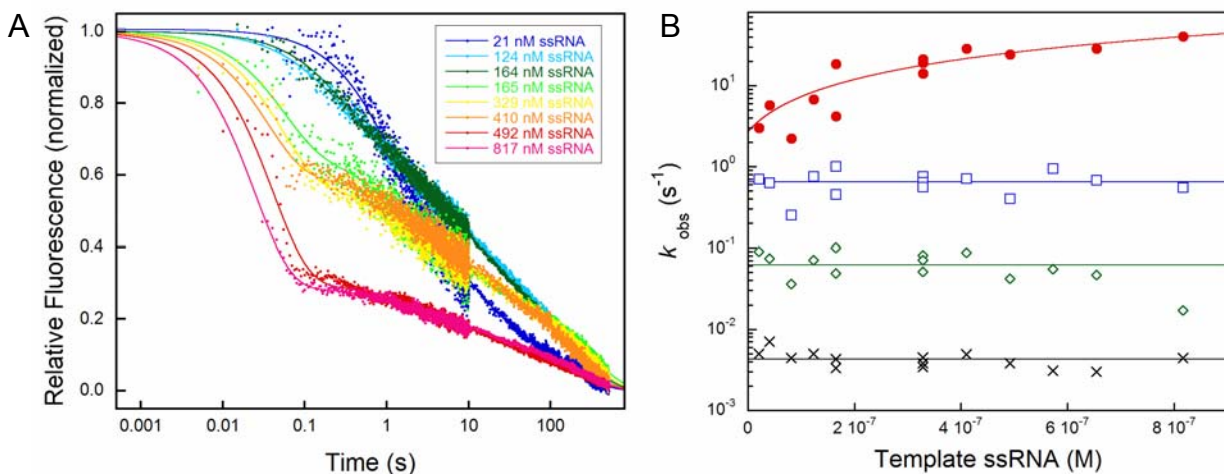 A
Relative Fluorescence (normalized)
1.0
0.8
0.6
0.4
0.2
0.0
21 nM ssRNA
124 nM ssRNA
164 nM ssRNA
165 nM ssRNA
329 nM ssRNA
410 nM ssRNA
492 nM ssRNA
817 nM ssRNA
0.001 0.01 0.1 1 10 100
Time (s)
B
k obs (s⁻¹)
10¹
10⁰
10⁻¹
10⁻²
10⁻³
0 2 10⁻⁷ 4 10⁻⁷ 6 10⁻⁷ 8 10⁻⁷
Template ssRNA (M)